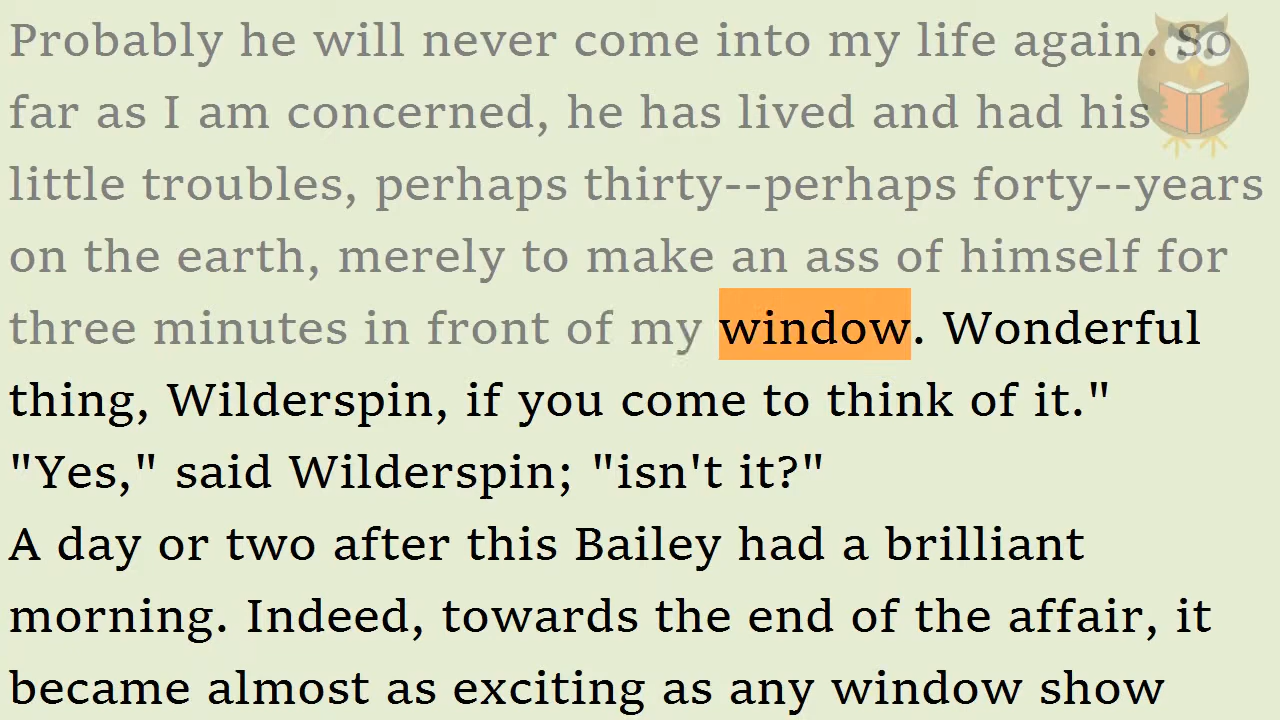 Probably he will never come into my life again. So
far as I am concerned, he has lived and had his
little troubles, perhaps thirty--perhaps forty--years
on the earth, merely to make an ass of himself for
three minutes in front of my window. Wonderful
thing, Wilderspin, if you come to think of it."
"Yes," said Wilderspin; "isn't it?"
A day or two after this Bailey had a brilliant
morning. Indeed, towards the end of the affair, it
became almost as exciting as any window show